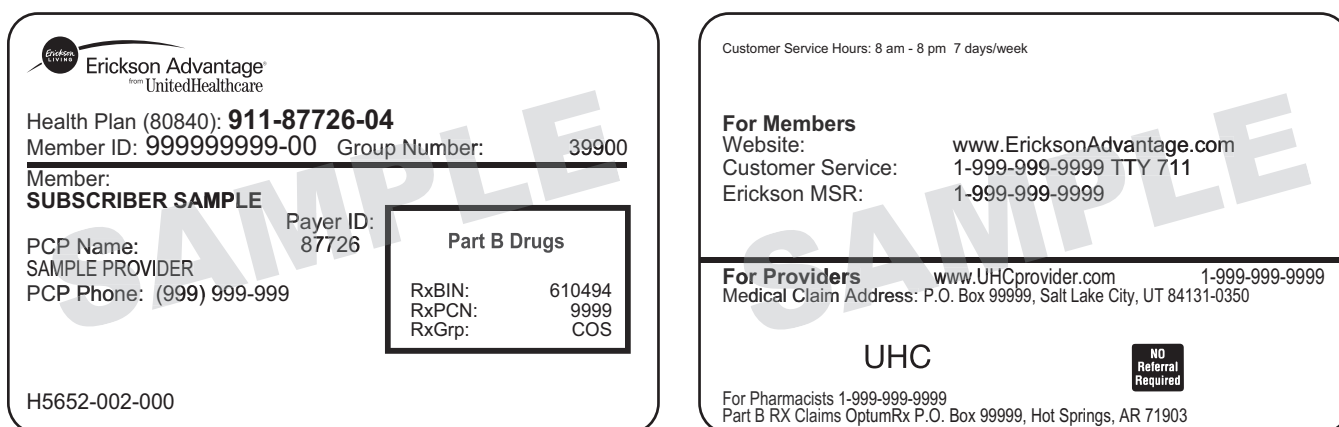 Erickson
LIVING
Erickson Advantage®
from UnitedHealthcare
Health Plan (80840): 911-87726-04
Member ID: 999999999-00 Group Number: 39900
Member:
SUBSCRIBER SAMPLE
Payer ID:
87726
PCP Name:
SAMPLE PROVIDER
PCP Phone: (999) 999-999
Part B Drugs
RxBIN: 610494
RxPCN: 9999
RxGrp: COS
H5652-002-000
SAMPLE
Customer Service Hours: 8 am - 8 pm 7 days/week
For Members
Website: www.EricksonAdvantage.com
Customer Service: 1-999-999-9999 TTY 711
Erickson MSR: 1-999-999-9999
For Providers www.UHCprovider.com 1-999-999-9999
Medical Claim Address: P.O. Box 99999, Salt Lake City, UT 84131-0350
UHC
NO
Referral
Required
For Pharmacists 1-999-999-9999
Part B RX Claims OptumRx P.O. Box 99999, Hot Springs, AR 71903
SAMPLE